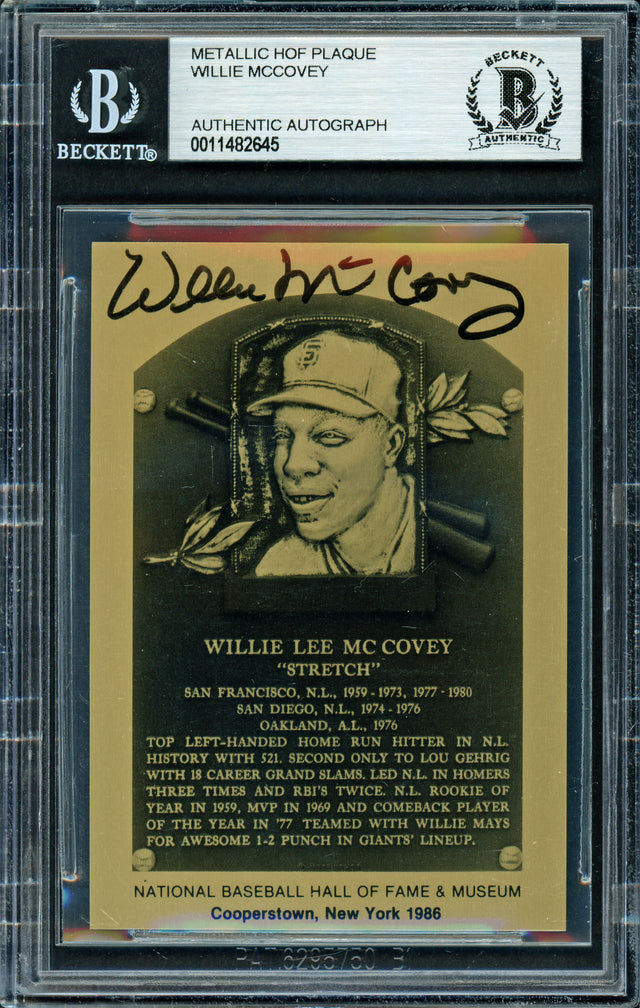 METALLIC HOF PLAQUE
WILLIE MCCOVEY
AUTHENTIC AUTOGRAPH
0011482645
B
BECKETT®
BECKETT
B
AUTHENTIC
Willie McCovey
SF
WILLIE LEE MC COVEY
"STRETCH"
SAN FRANCISCO, N.L., 1959 - 1973, 1977 - 1980
SAN DIEGO, N.L., 1974 - 1976
OAKLAND, A.L., 1976
TOP LEFT-HANDED HOME RUN HITTER IN N.L.
HISTORY WITH 521. SECOND ONLY TO LOU GEHRIG
WITH 18 CAREER GRAND SLAMS. LED N.L. IN HOMERS
THREE TIMES AND RBI'S TWICE. N.L. ROOKIE OF
YEAR IN 1959, MVP IN 1969 AND COMEBACK PLAYER
OF THE YEAR IN '77 TEAMED WITH WILLIE MAYS
FOR AWESOME 1-2 PUNCH IN GIANTS' LINEUP.
NATIONAL BASEBALL HALL OF FAME & MUSEUM
Cooperstown, New York 1986